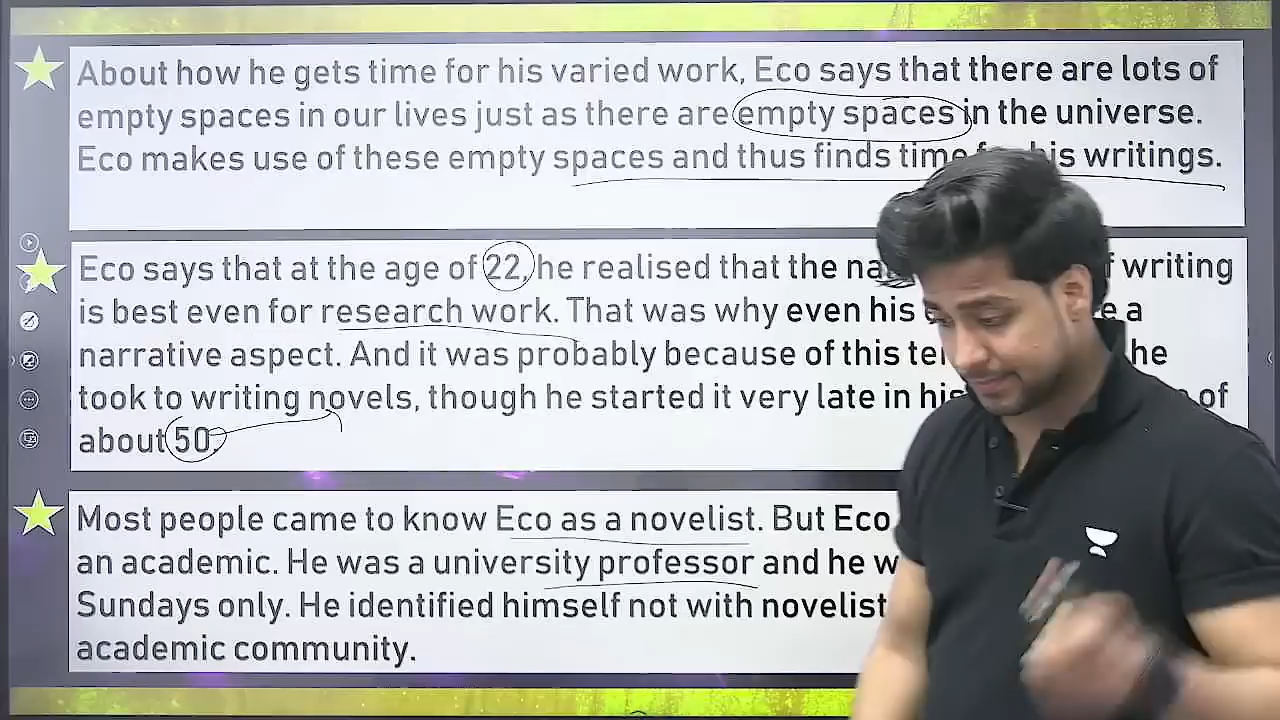 About how he gets time for his varied work, Eco says that there are lots of
empty spaces in our lives just as there are empty spaces in the universe.
Eco makes use of these empty spaces and thus finds time his writings.
Eco says that at the age of 22, he realised that the writing
is best even for research work. That was why even his a
narrative aspect. And it was probably because of this he
took to writing novels, though he started it very late in his of
about 50.
Most people came to know Eco as a novelist. But Eco
an academic. He was a university professor and he
Sundays only. He identified himself not with novelist
academic community.